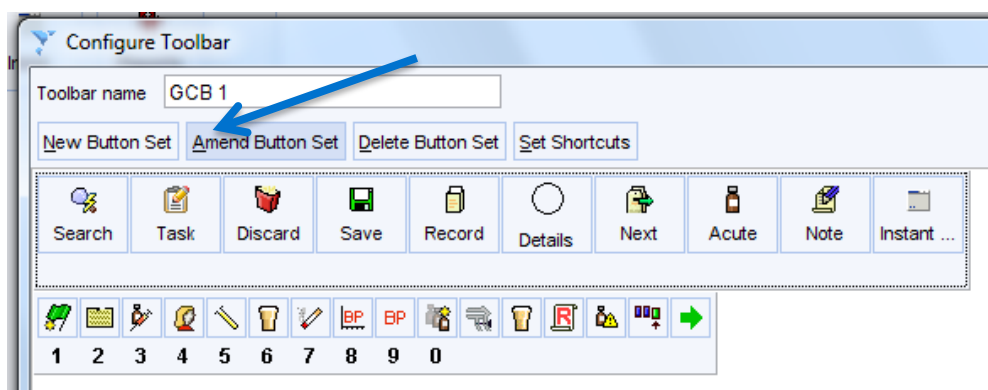 Configure Toolbar
Toolbar name GCB 1
New Button Set Amend Button Set Delete Button Set Set Shortcuts
Search Task Discard Save Record Details Next Acute Note Instant ...
BP BP R
1 2 3 4 5 6 7 8 9 0